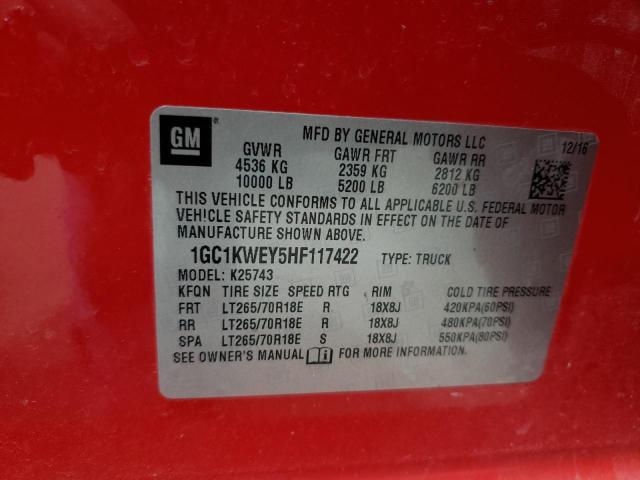 GM
MFD BY GENERAL MOTORS LLC 12/16
GVWR GAWR FRT GAWR RR
4536 KG 2359 KG 2812 KG
10000 LB 5200 LB 6200 LB
THIS VEHICLE CONFORMS TO ALL APPLICABLE U.S. FEDERAL MOTOR
VEHICLE SAFETY STANDARDS IN EFFECT ON THE DATE OF
MANUFACTURE SHOWN ABOVE.
1GC1KWEY5HF117422 TYPE: TRUCK
MODEL: K25743
KFQN TIRE SIZE SPEED RTG RIM COLD TIRE PRESSURE
FRT LT265/70R18E R 18X8J 420KPA(60PSI)
RR LT265/70R18E R 18X8J 480KPA(70PSI)
SPA LT265/70R18E S 18X8J 550KPA(80PSI)
SEE OWNER'S MANUAL FOR MORE INFORMATION.